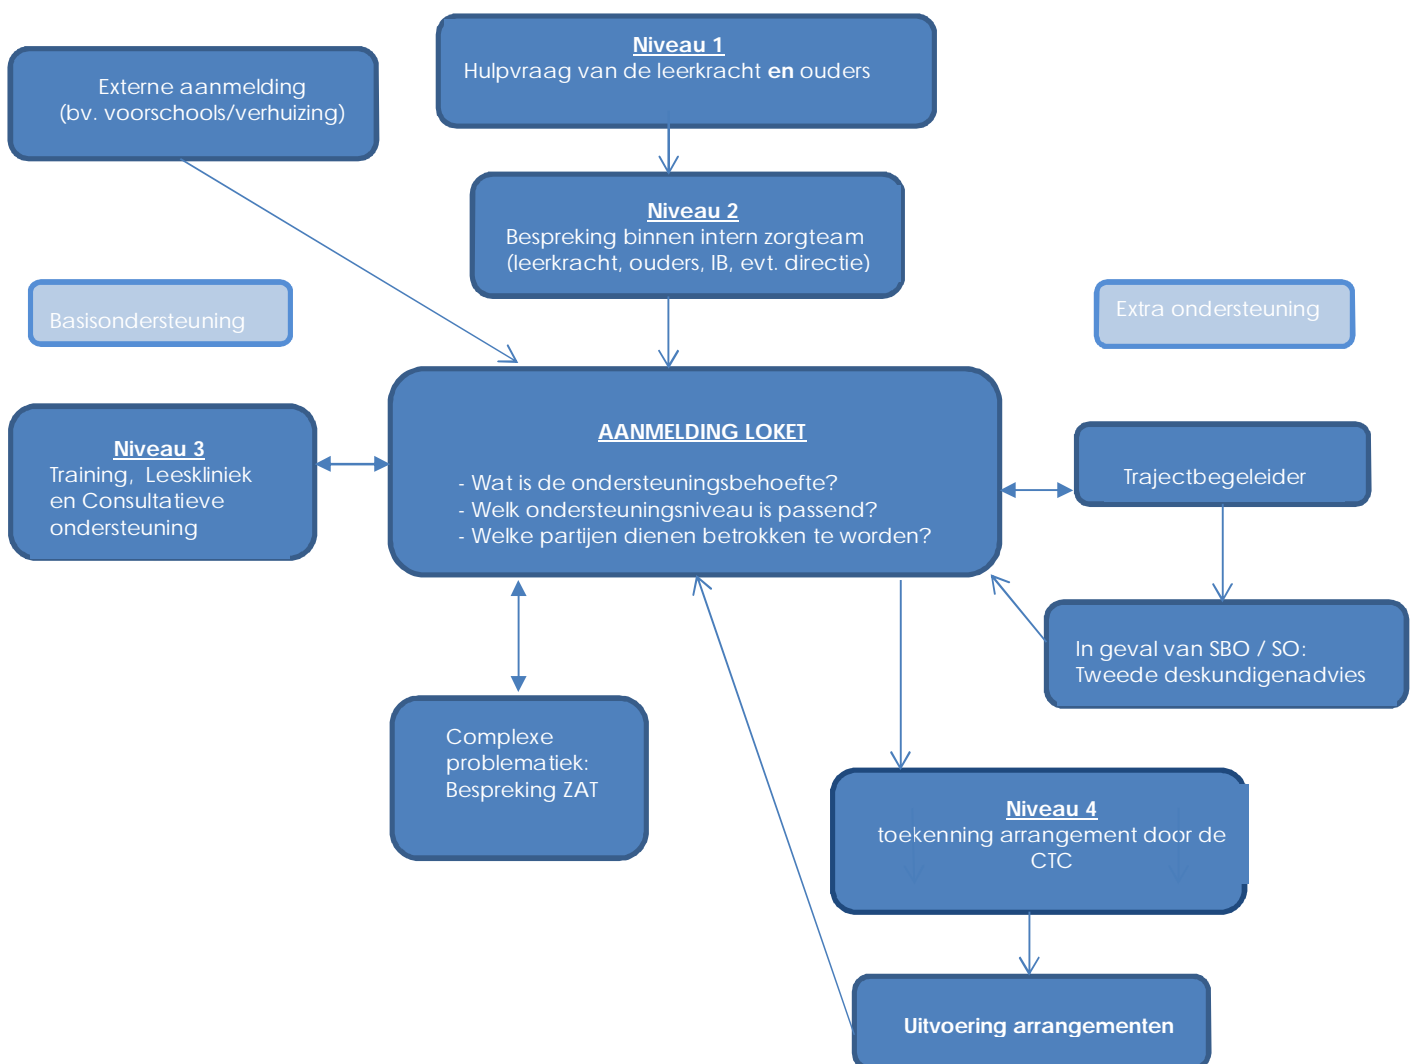 Niveau 1
Hulpvraag van de leerkracht en ouders
Externe aanmelding
(bv. voorschools/verhuizing)
Niveau 2
Bespreking binnen intern zorgteam
(leerkracht, ouders, IB, evt. directie)
Basisondersteuning
Extra ondersteuning
AANMELDING LOKET
- Wat is de ondersteuningsbehoefte?
- Welk ondersteuningsniveau is passend?
- Welke partijen dienen betrokken te worden?
Niveau 3
Training, Leeskliniek
en Consultatieve
ondersteuning
Trajectbegeleider
In geval van SBO / SO:
Tweede deskundigenadvies
Complexe
problematiek:
Bespreking ZAT
Niveau 4
toekenning arrangement door de
CTC
Uitvoering arrangementen